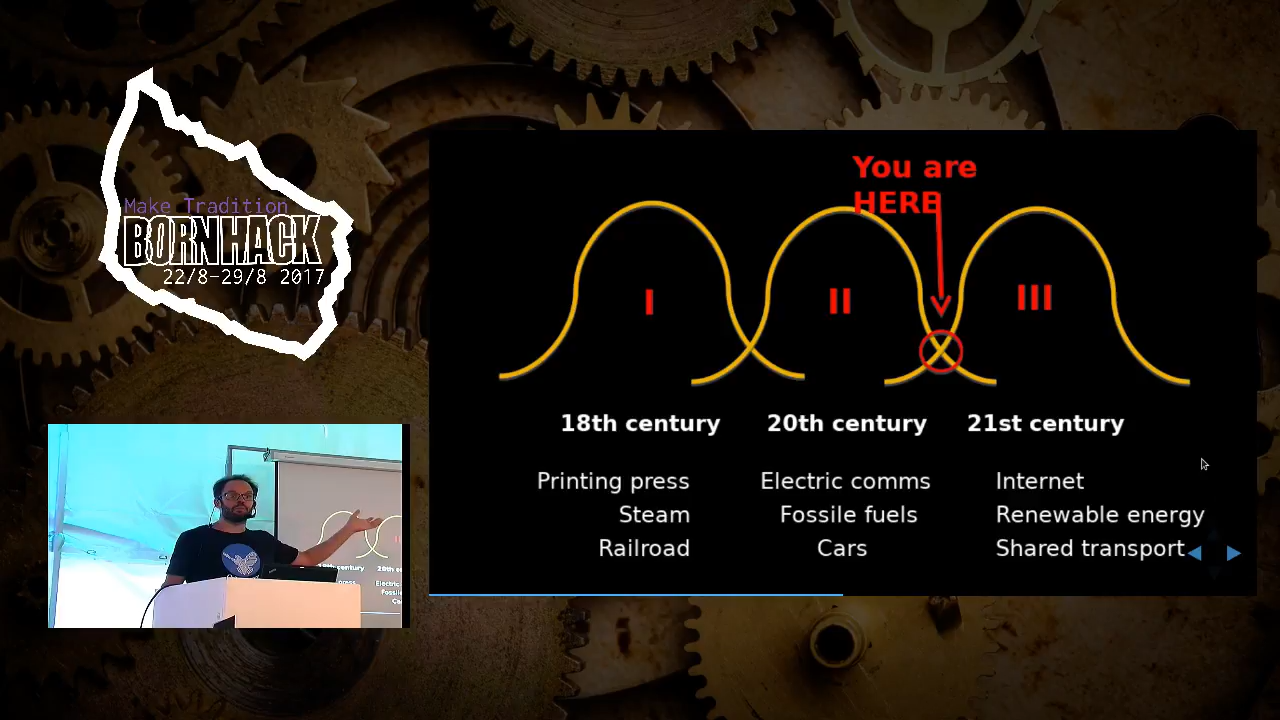 Make Tradition
BORNHACK
22/8-29/8 2017
You are
HERE
I
II
III
18th century
20th century
21st century
Printing press
Steam
Railroad
Electric comms
Fossile fuels
Cars
Internet
Renewable energy
Shared transport